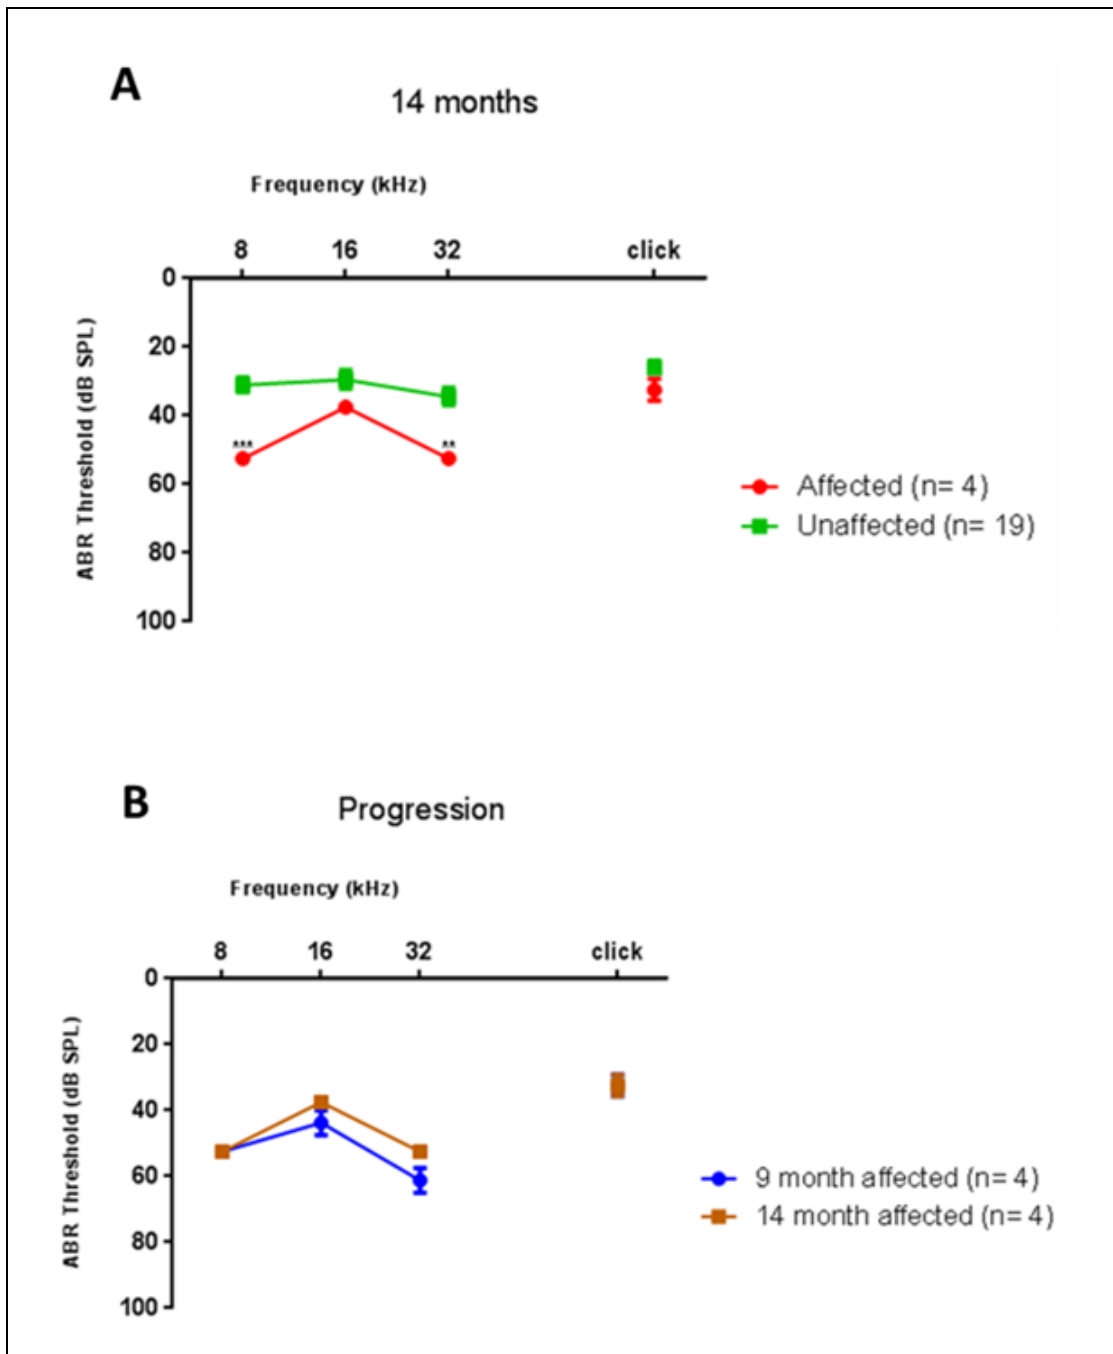 A
14 months
Frequency (kHz)
8 16 32 click
0
20
40
60
80
100
ABR Threshold (dB SPL)
*** **
Affected (n= 4)
Unaffected (n= 19)
B
Progression
Frequency (kHz)
8 16 32 click
0
20
40
60
80
100
ABR Threshold (dB SPL)
9 month affected (n= 4)
14 month affected (n= 4)